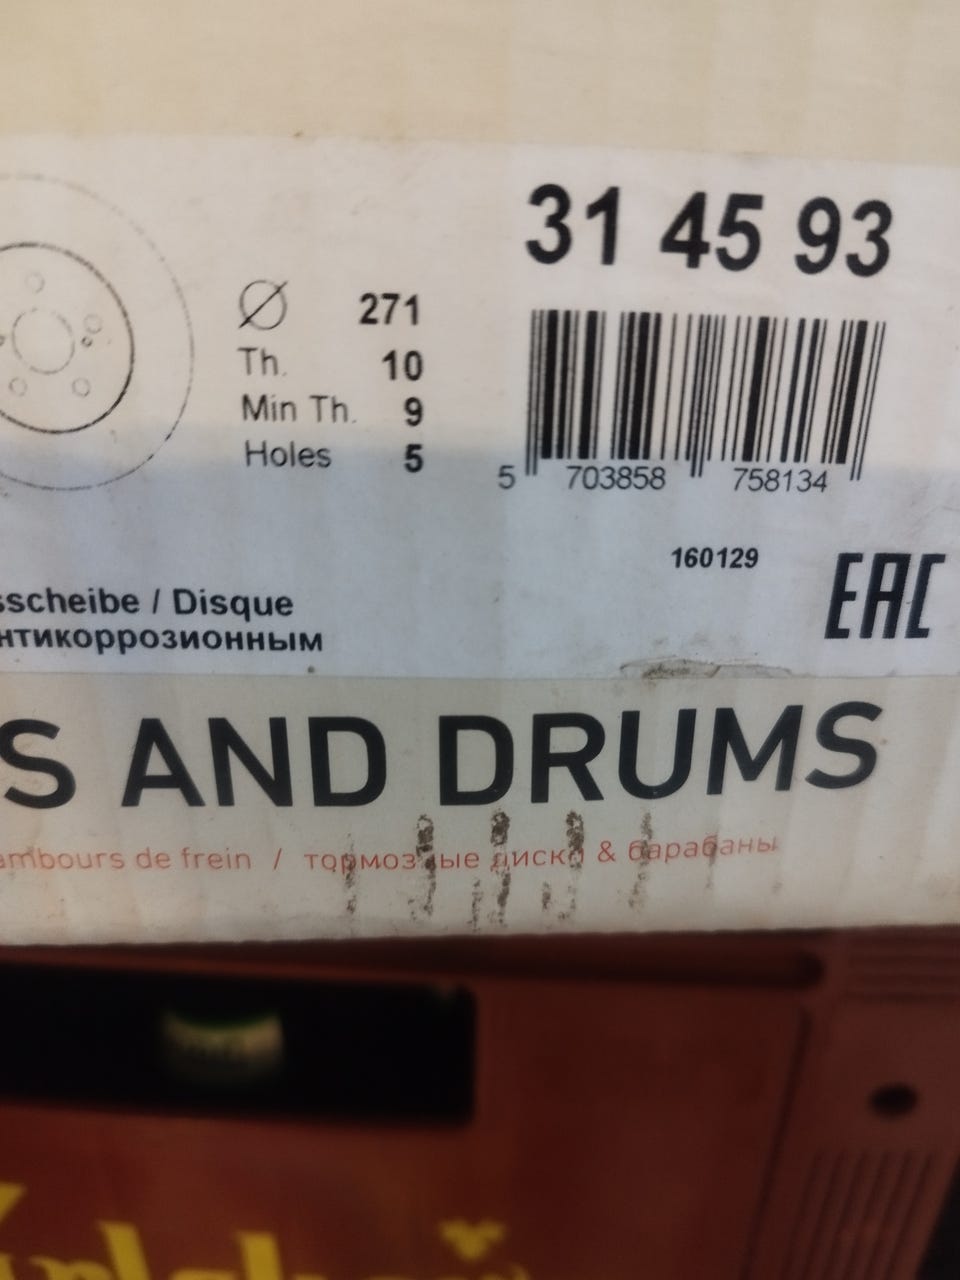 31 45 93
Ø 271
Th. 10
Min Th. 9
Holes 5
5 703858 758134
160129
EAC
sscheibe / Disque
нтикоррозионным
S AND DRUMS
ambours de frein / тормозные диски & барабаны